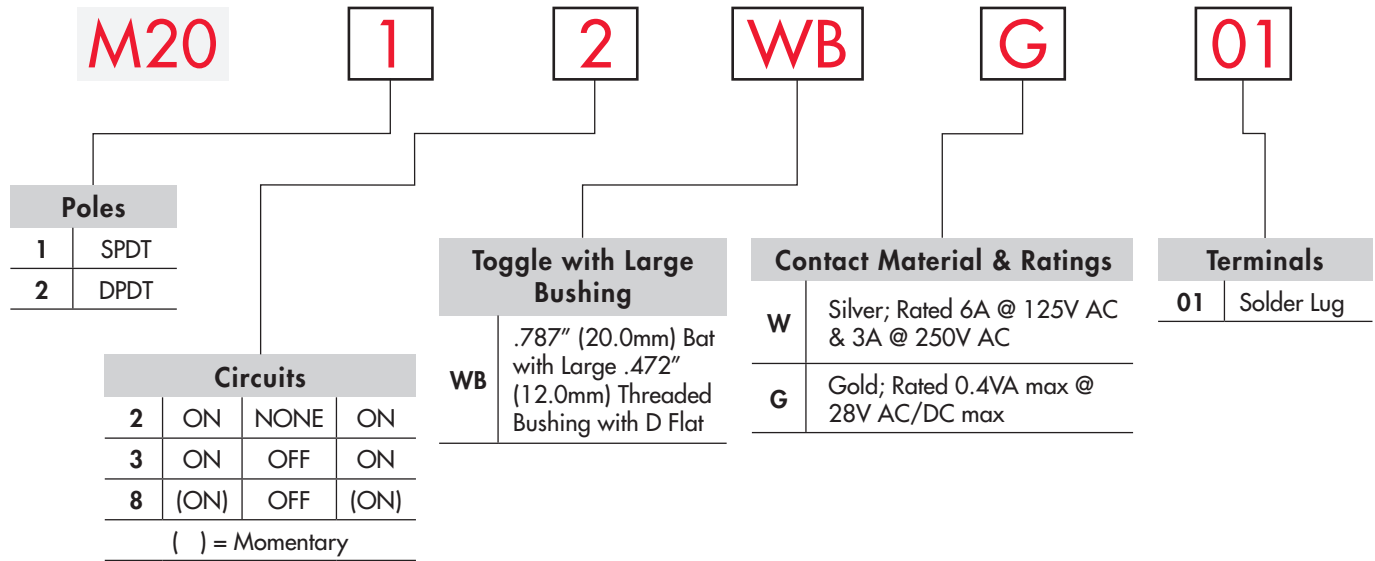 M20 1 2 WB G 01
Poles
1 SPDT
2 DPDT
Circuits
2 ON NONE ON
3 ON OFF ON
8 (ON) OFF (ON)
( ) = Momentary
Toggle with Large
Bushing
WB .787” (20.0mm) Bat
with Large .472”
(12.0mm) Threaded
Bushing with D Flat
Contact Material & Ratings
W Silver; Rated 6A @ 125V AC
& 3A @ 250V AC
G Gold; Rated 0.4VA max @
28V AC/DC max
Terminals
01 Solder Lug